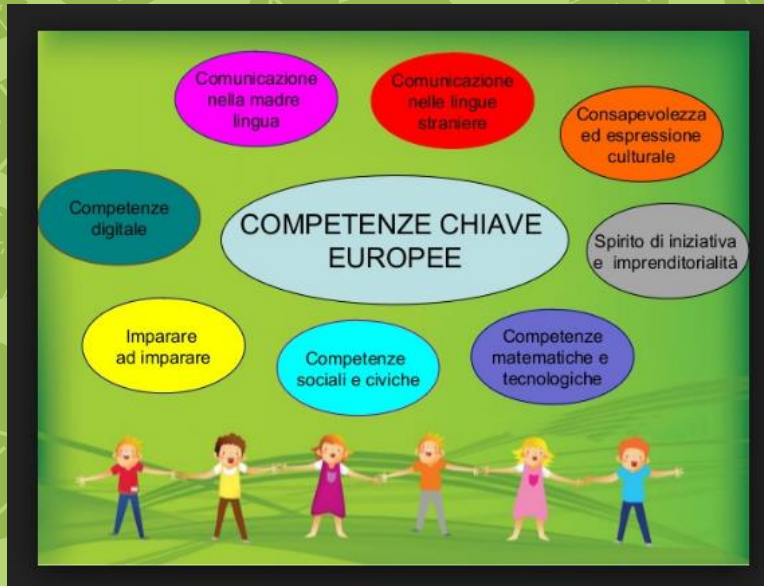 Comunicazione
nella madre
lingua
Comunicazione
nelle lingue
straniere
Consapevolezza
ed espressione
culturale
Competenze
digitale
COMPETENZE CHIAVE
EUROPEE
Spirito di iniziativa
e imprenditorialità
Imparare
ad imparare
Competenze
sociali e civiche
Competenze
matematiche e
tecnologiche